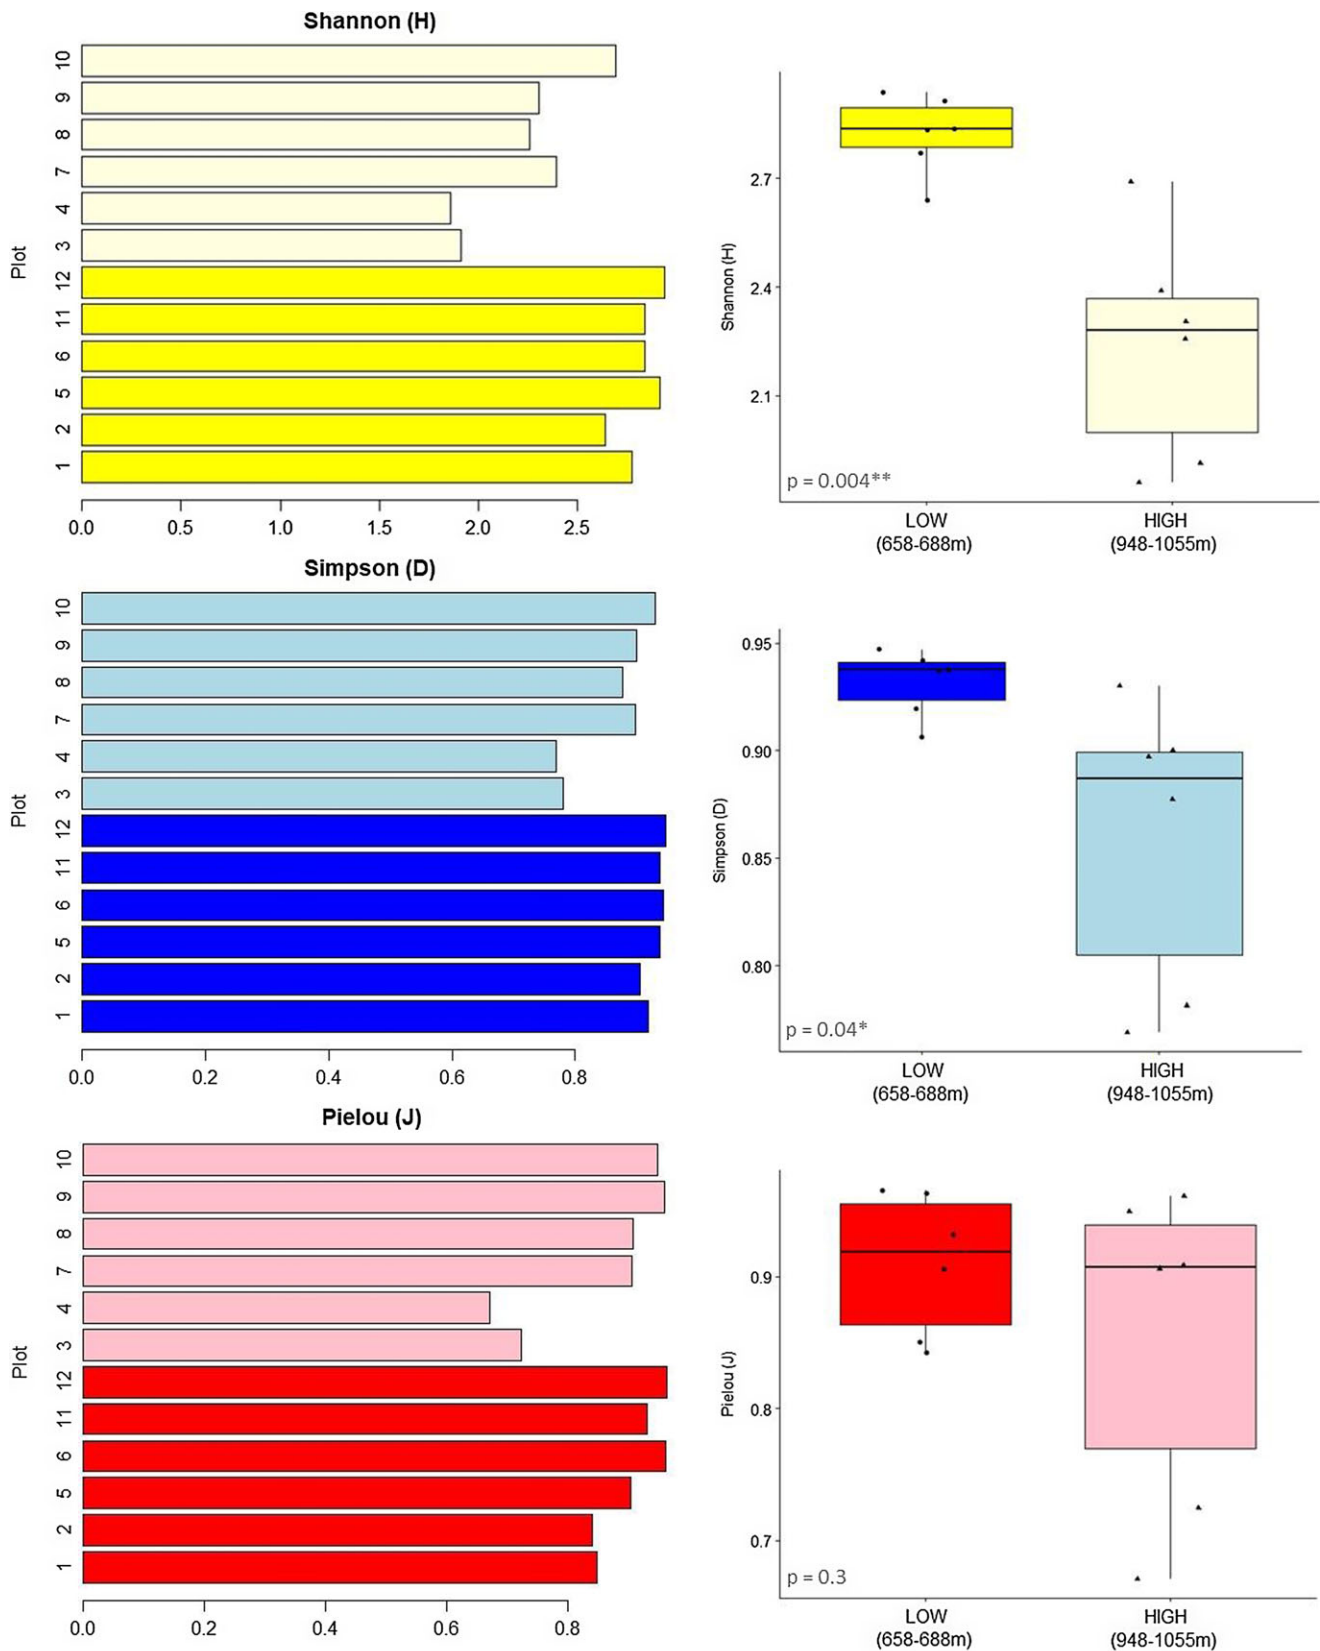 Shannon (H)
Plot
10
9
8
7
4
3
12
11
6
5
2
1
0.0 0.5 1.0 1.5 2.0 2.5
Shannon (H)
2.7
2.4
2.1
p = 0.004**
LOW HIGH
(658-688m) (948-1055m)
Simpson (D)
Plot
10
9
8
7
4
3
12
11
6
5
2
1
0.0 0.2 0.4 0.6 0.8
Simpson (D)
0.95
0.90
0.85
0.80
p = 0.04*
LOW HIGH
(658-688m) (948-1055m)
Pielou (J)
Plot
10
9
8
7
4
3
12
11
6
5
2
1
0.0 0.2 0.4 0.6 0.8
Pielou (J)
0.9
0.8
0.7
p = 0.3
LOW HIGH
(658-688m) (948-1055m)